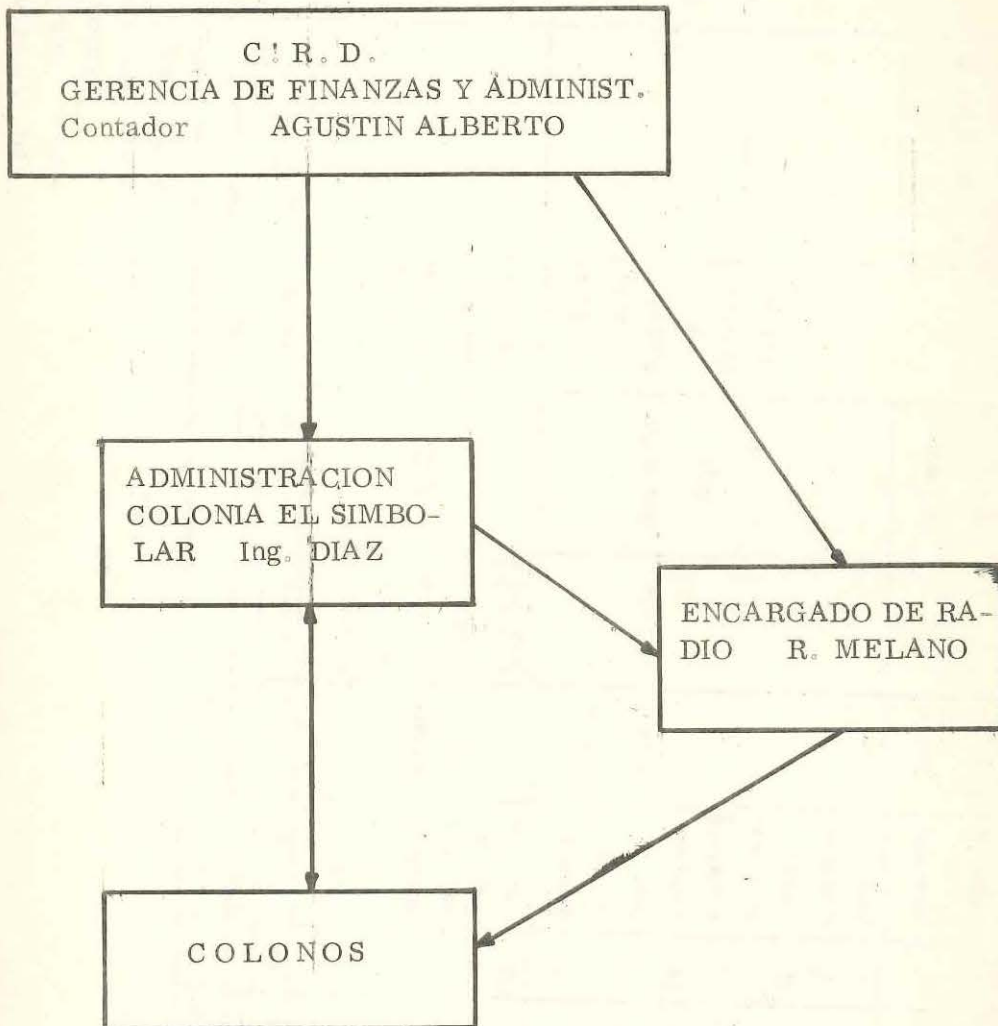 C! R. D.
GERENCIA DE FINANZAS Y ADMINIST.
Contador AGUSTIN ALBERTO
ADMINISTRACION
COLONIA EL SIMBO-
LAR Ing. DIAZ
ENCARGADO DE RA-
DIO R. MELANO
COLONOS